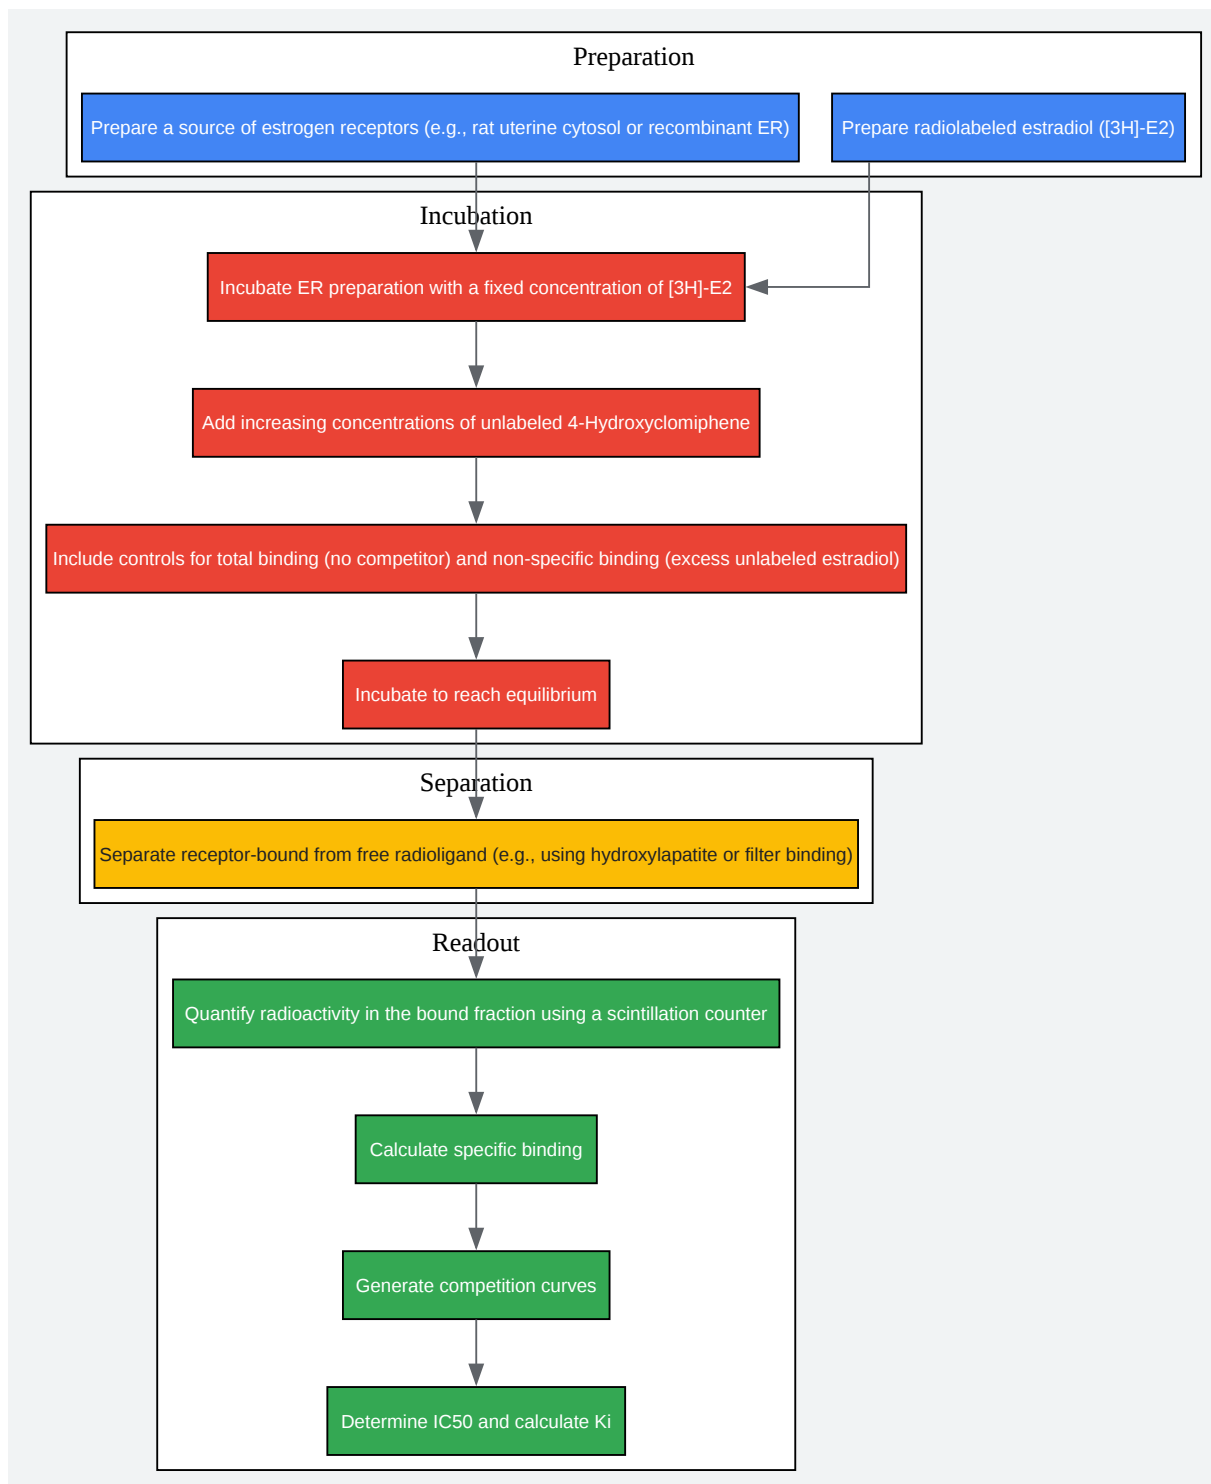 Preparation
Prepare a source of estrogen receptors (e.g., rat uterine cytosol or recombinant ER)
Prepare radiolabeled estradiol ([3H]-E2)
Incubation
Incubate ER preparation with a fixed concentration of [3H]-E2
Add increasing concentrations of unlabeled 4-Hydroxyclomiphene
Include controls for total binding (no competitor) and non-specific binding (excess unlabeled estradiol)
Incubate to reach equilibrium
Separation
Separate receptor-bound from free radioligand (e.g., using hydroxylapatite or filter binding)
Readout
Quantify radioactivity in the bound fraction using a scintillation counter
Calculate specific binding
Generate competition curves
Determine IC50 and calculate Ki